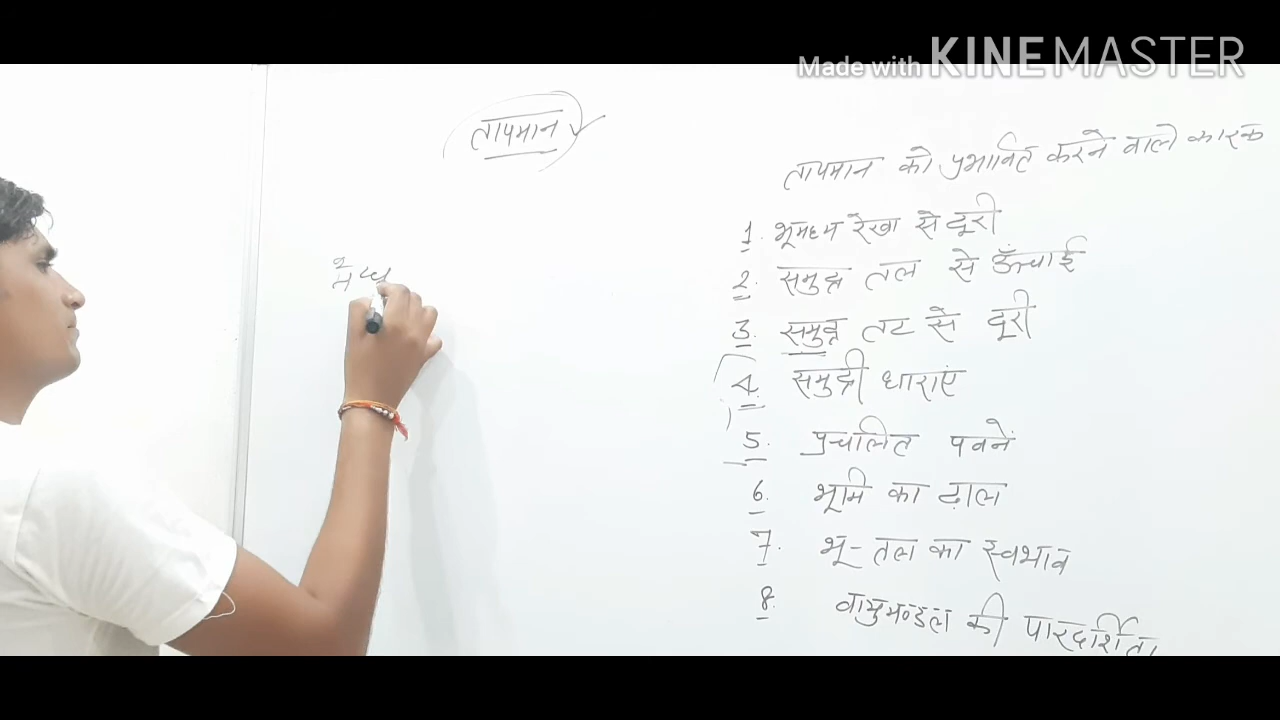 Made with KINEMASTER
तापमान
तापमान को प्रभावित करने वाले कारक
1. भूमध्य रेखा से दूरी
2. समुद्र तल से ऊँचाई
3. समुद्र तट से दूरी
4. समुद्री धाराएं
5. प्रचलित पवनें
6. भूमि का ढ़ाल
7. भू-तल का स्वभाव
8. वायुमण्डल की पारदर्शिता